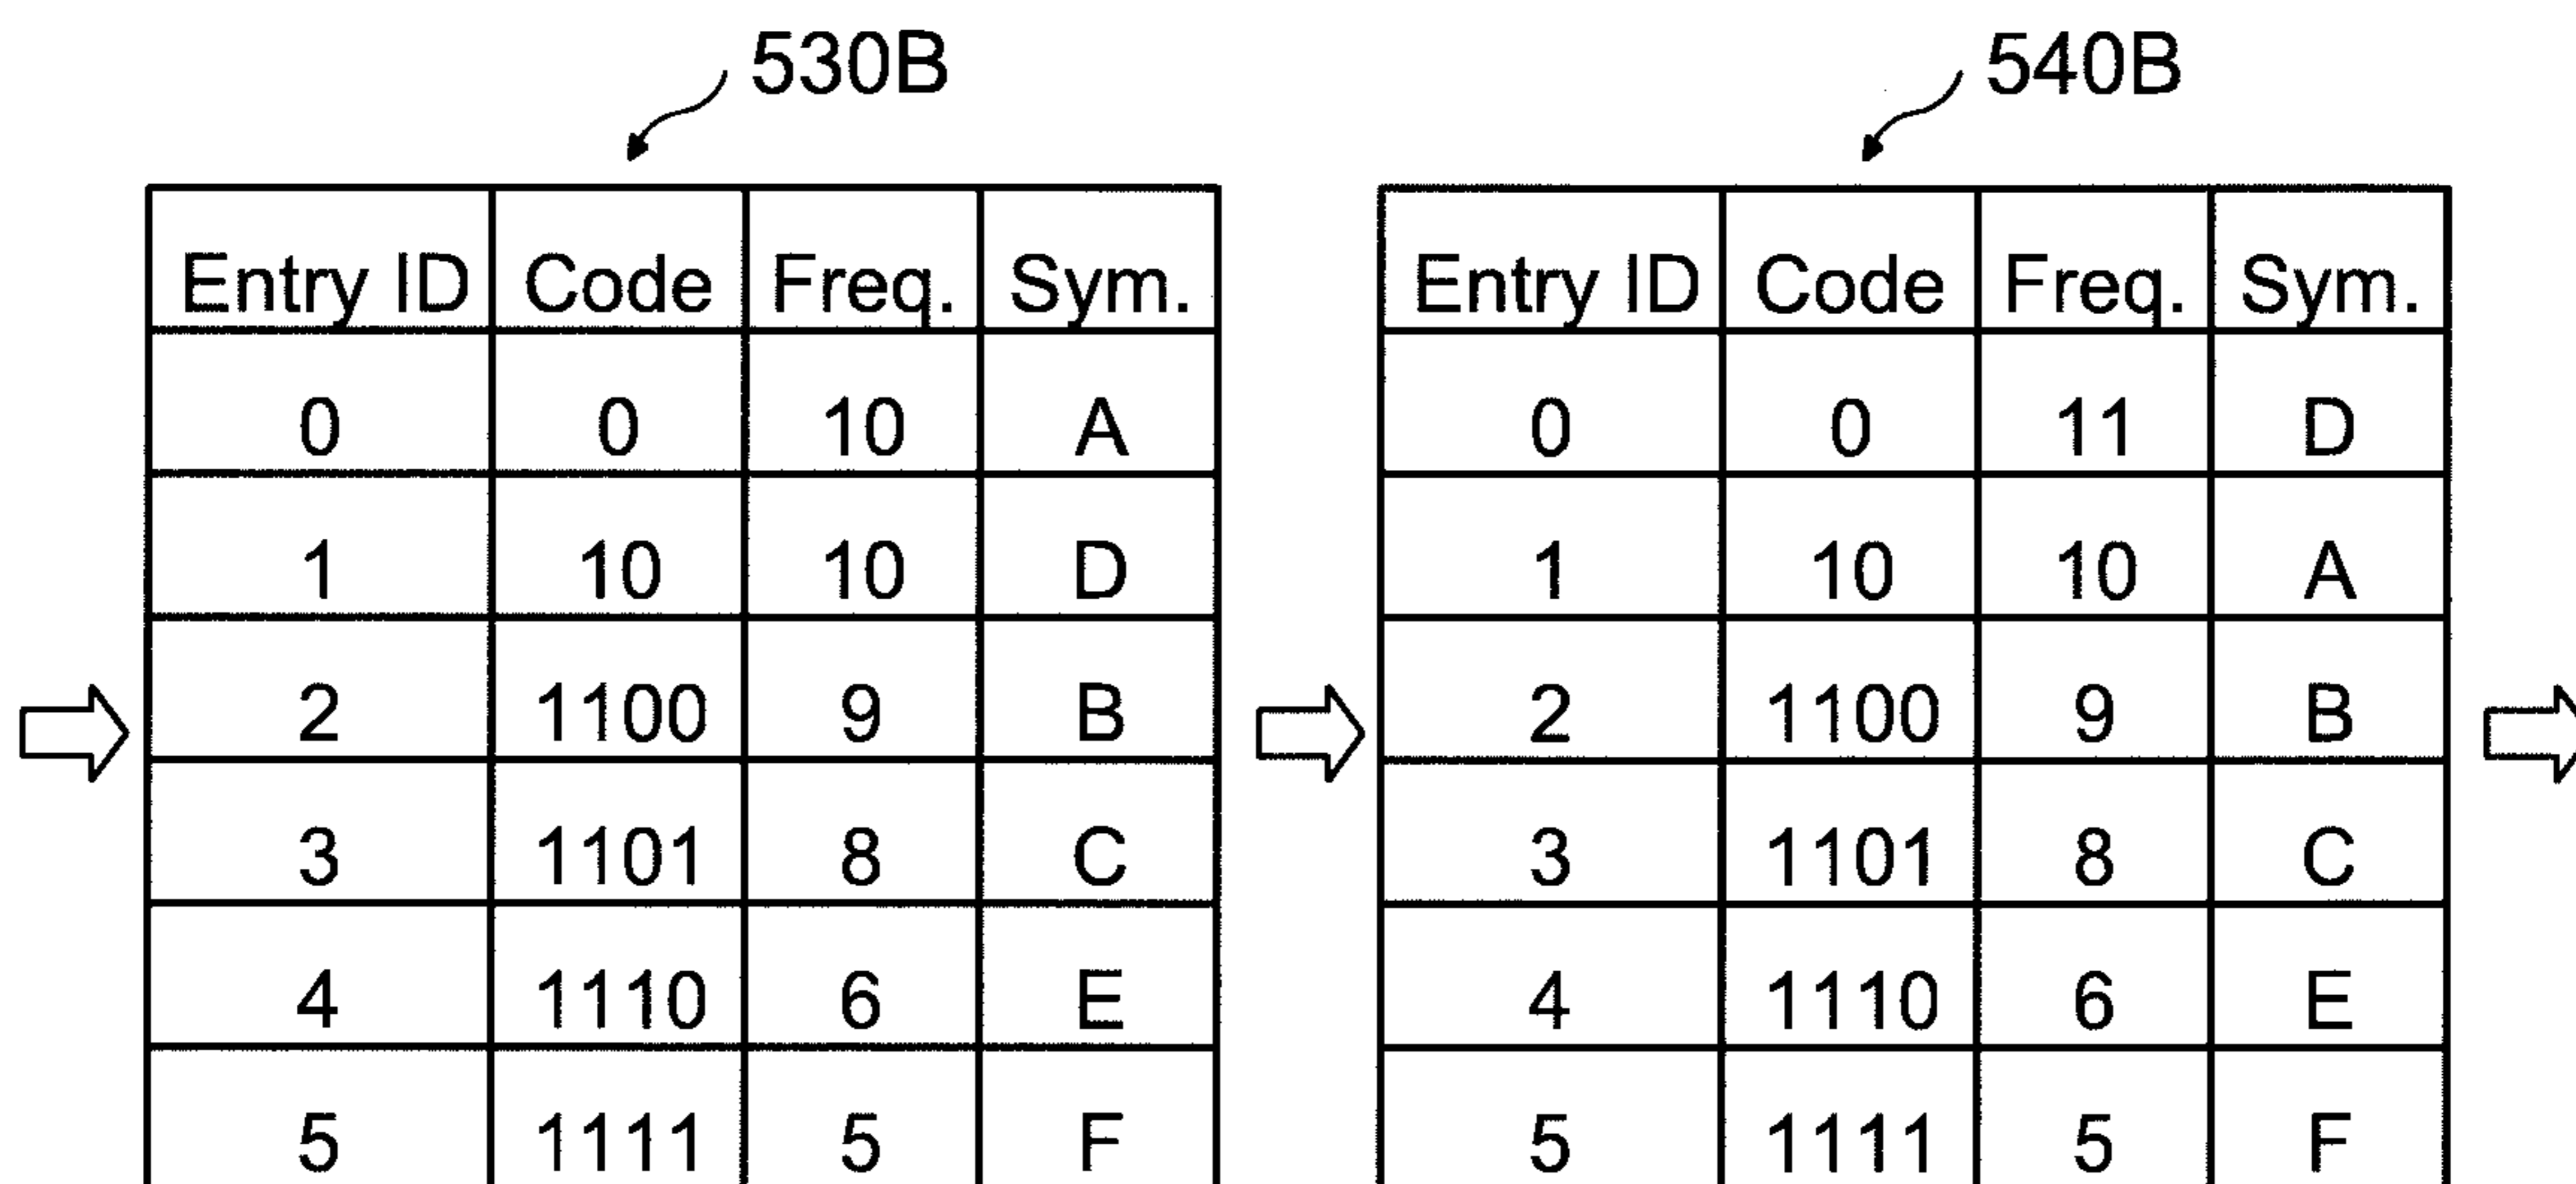 530B
Entry ID Code Freq. Sym.
0 0 10 A
1 10 10 D
2 1100 9 B
3 1101 8 C
4 1110 6 E
5 1111 5 F
540B
Entry ID Code Freq. Sym.
0 0 11 D
1 10 10 A
2 1100 9 B
3 1101 8 C
4 1110 6 E
5 1111 5 F